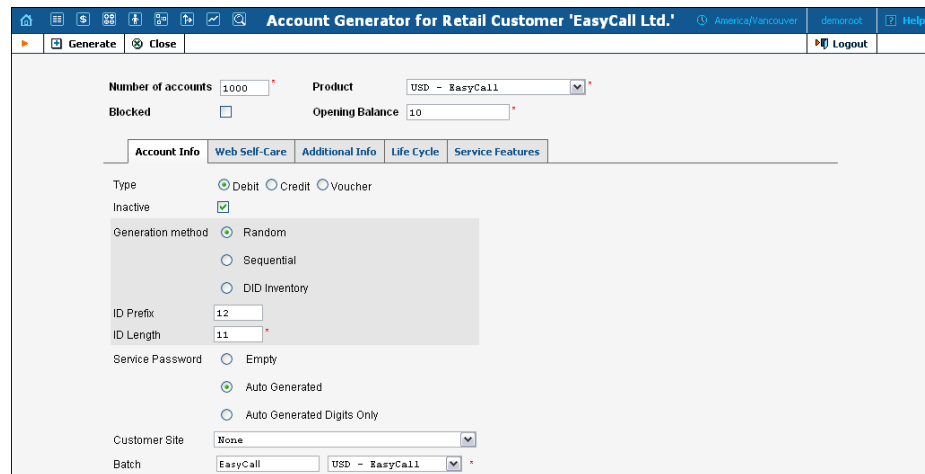 Account Generator for Retail Customer 'EasyCall Ltd.' America/Vancouver demoroot ? Help
Generate Close Logout
Number of accounts 1000 * Product USD - EasyCall *
Blocked Opening Balance 10 *
Account Info Web Self-Care Additional Info Life Cycle Service Features
Type Debit Credit Voucher
Inactive
Generation method Random
Sequential
DID Inventory
ID Prefix 12
ID Length 11 *
Service Password Empty
Auto Generated
Auto Generated Digits Only
Customer Site None
Batch EasyCall USD - EasyCall *